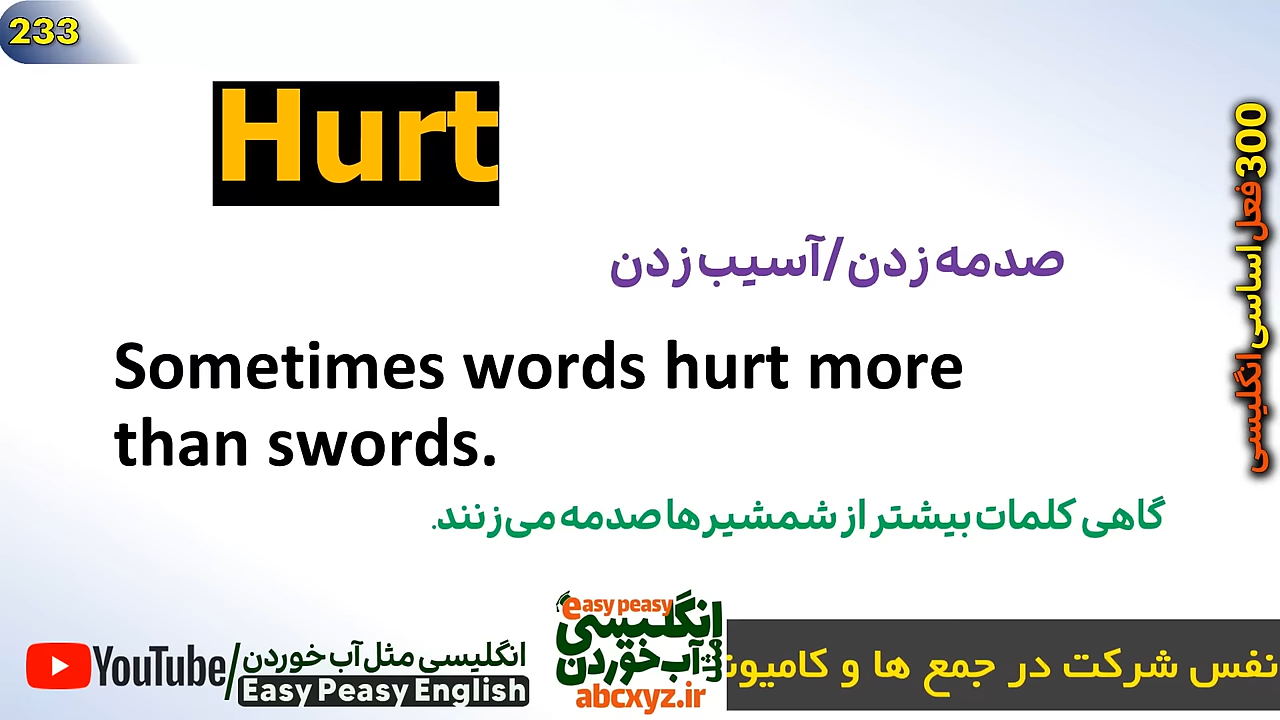 233
Hurt
صدمه زدن/آسیب زدن
Sometimes words hurt more
than swords.
گاهی کلمات بیشتر از شمشیرها صدمه می‌زنند.
300 فعل اساسی انگلیسی
YouTube/انگلیسی مثل آب خوردن
Easy Peasy English
easy peasy
انگلیسی
مثل آب خوردن
abcxyz.ir
نفس شرکت در جمع ها و